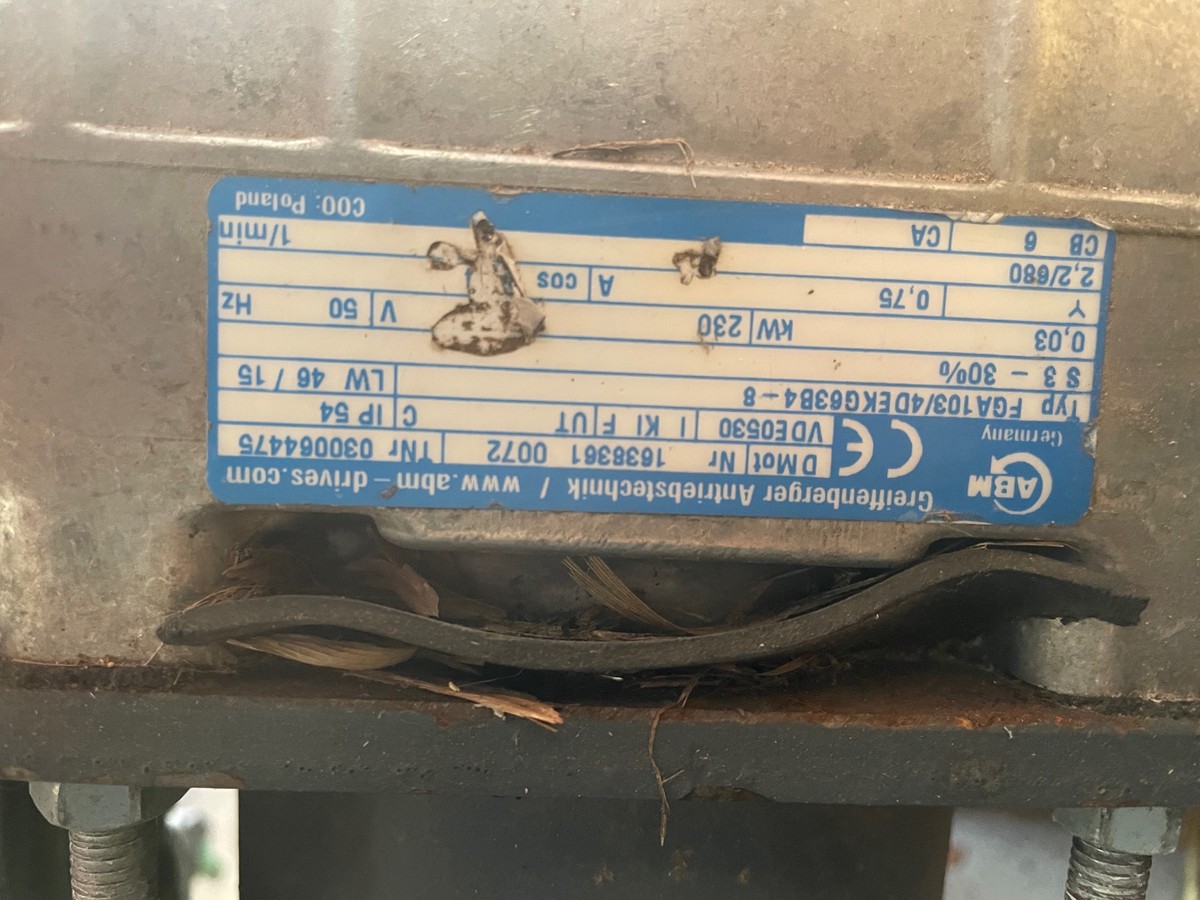 Greiffenberger Antriebstechnik / www.abm-drives.com
ABM
Germany
CE
DMot Nr 1638361 0072 TNr 030064475
VDE0530 I KI F UT C IP 54
Typ FGA103/4DEKG63B4-8 LW 46 / 15
S 3 - 30%
0,03 kW 230 V 50 Hz
Y 0,75 A cos
2,2/680 1/min
CB 6 CA
COO: Poland